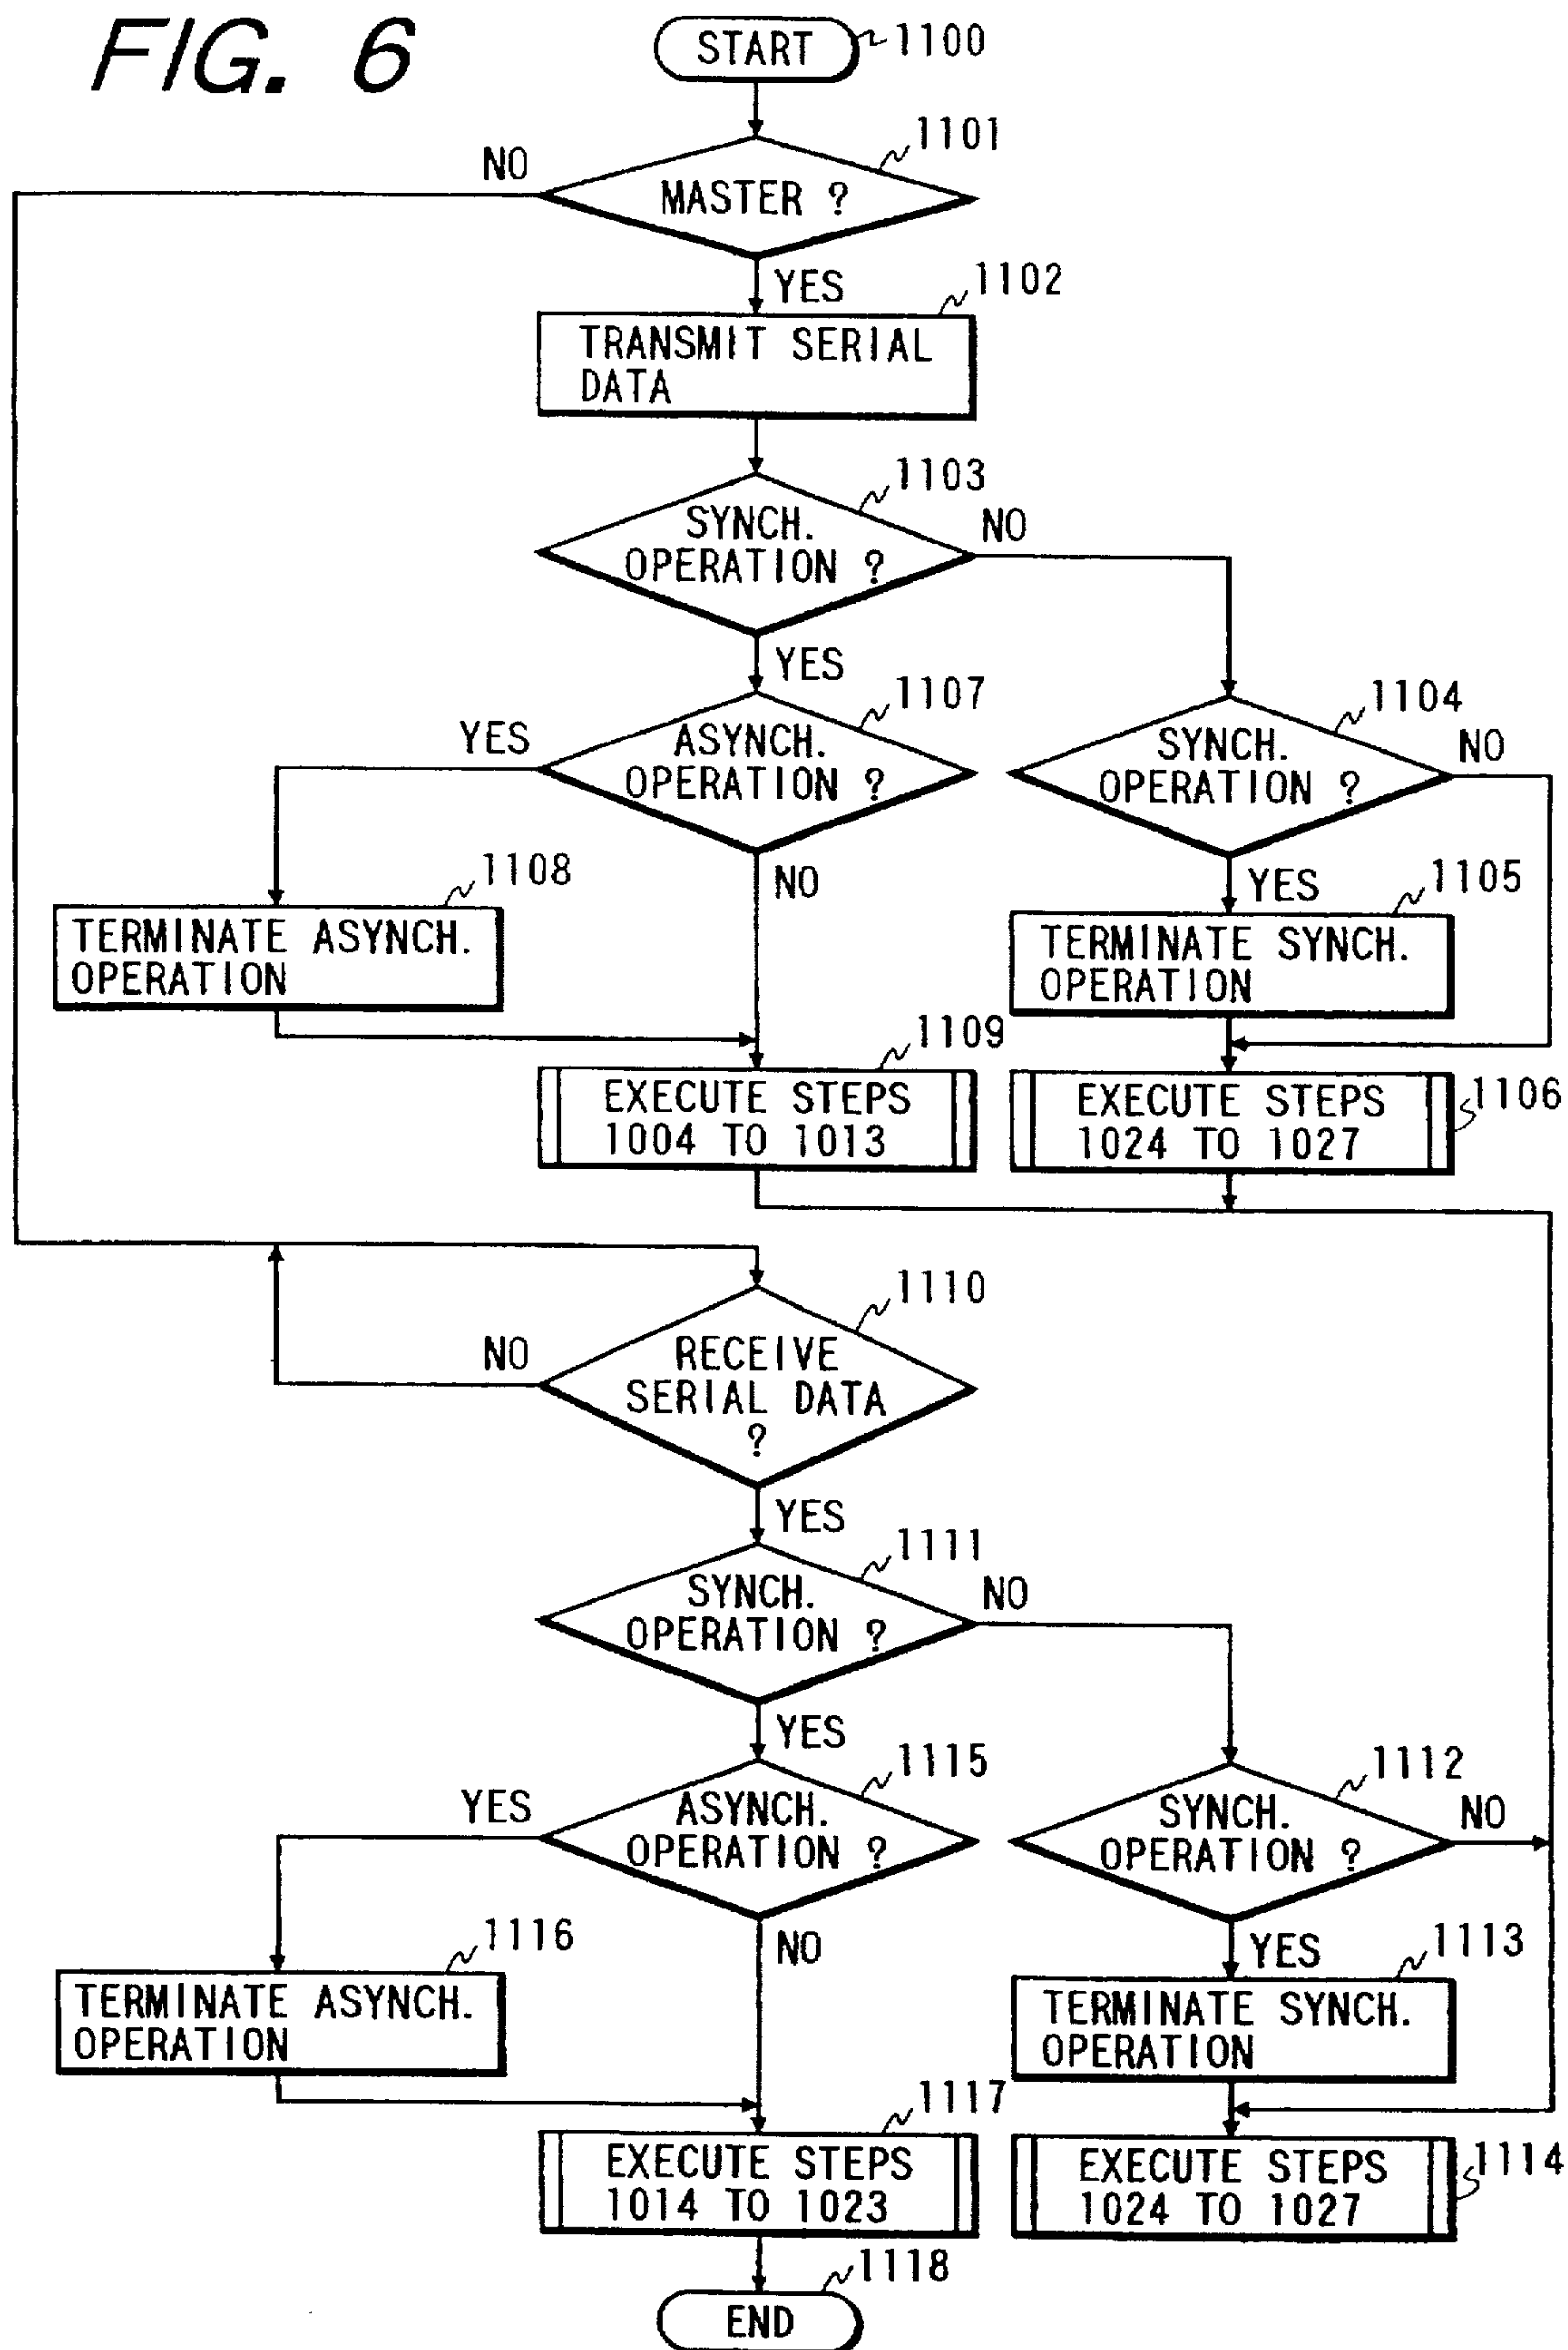 FIG. 6
START
1100
1101
NO
MASTER ?
YES
1102
TRANSMIT SERIAL
DATA
1103
SYNCH.
OPERATION ?
NO
YES
1107
YES
ASYNCH.
OPERATION ?
NO
1104
SYNCH.
OPERATION ?
NO
YES
1108
TERMINATE ASYNCH.
OPERATION
1105
TERMINATE SYNCH.
OPERATION
1109
EXECUTE STEPS
1004 TO 1013
EXECUTE STEPS
1024 TO 1027
1106
1110
NO
RECEIVE
SERIAL DATA
?
YES
1111
SYNCH.
OPERATION ?
NO
YES
1115
YES
ASYNCH.
OPERATION ?
NO
1112
SYNCH.
OPERATION ?
NO
YES
1116
TERMINATE ASYNCH.
OPERATION
1113
TERMINATE SYNCH.
OPERATION
1117
EXECUTE STEPS
1014 TO 1023
EXECUTE STEPS
1024 TO 1027
1114
1118
END